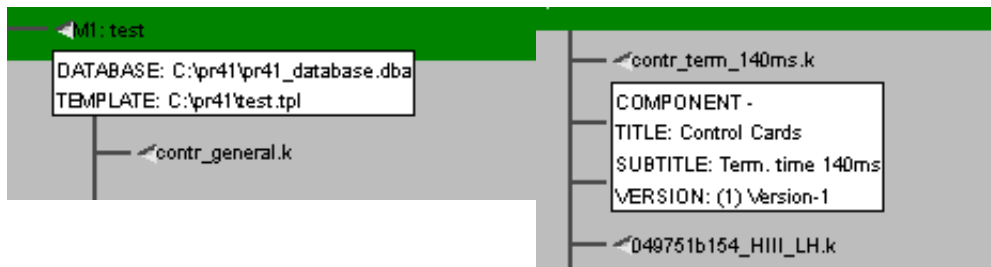 M1: test
DATABASE: C:\pr41\pr41_database.dba
TEMPLATE: C:\pr41\test.tpl
contr_general.k
contr_term_140ms.k
COMPONENT -
TITLE: Control Cards
SUBTITLE: Term. time 140ms
VERSION: (1) Version-1
049751b154_HIII_LH.k